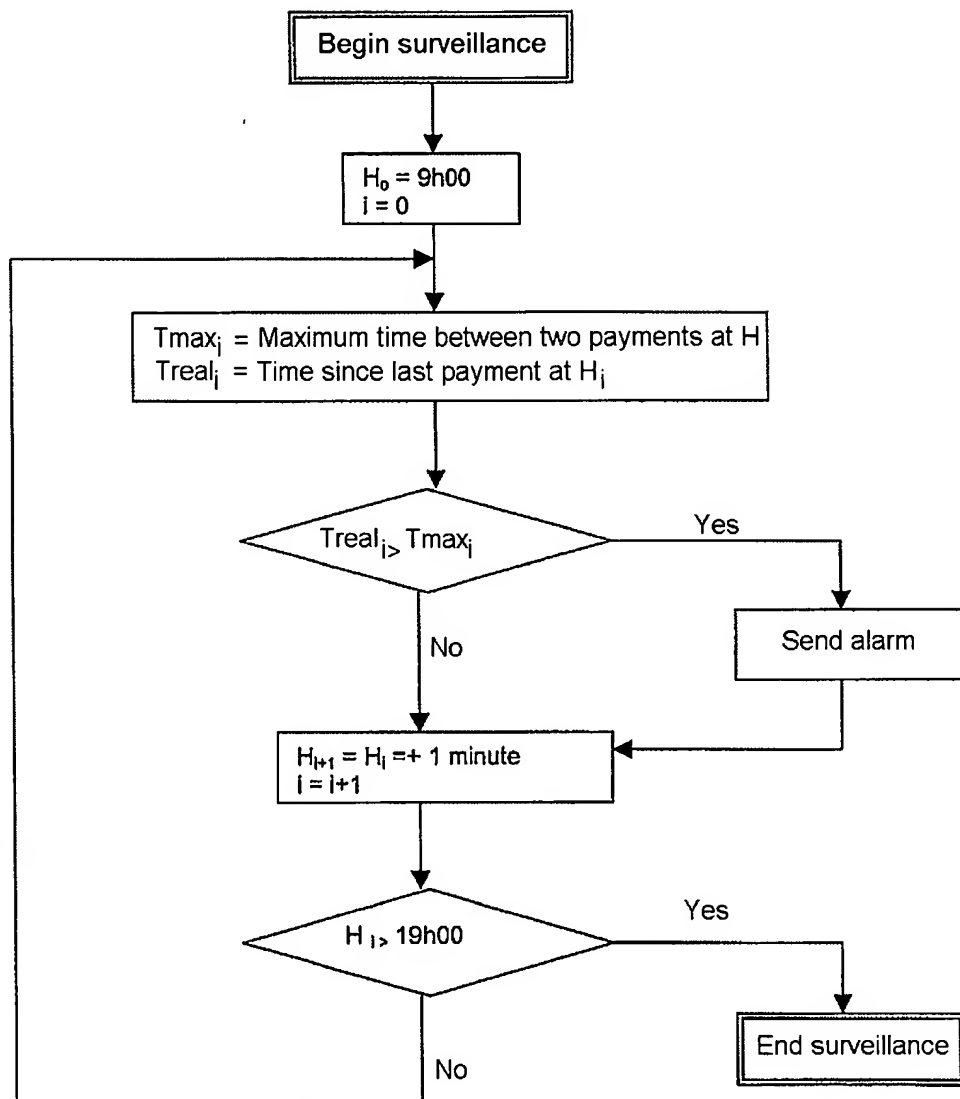 Begin surveillance
H₀ = 9h00
i = 0
Tmaxᵢ = Maximum time between two payments at H
Trealᵢ = Time since last payment at Hᵢ
Trealᵢ> Tmaxᵢ
Yes
Send alarm
No
Hᵢ₊₁ = Hᵢ =+ 1 minute
i = i+1
H ᵢ> 19h00
Yes
End surveillance
No